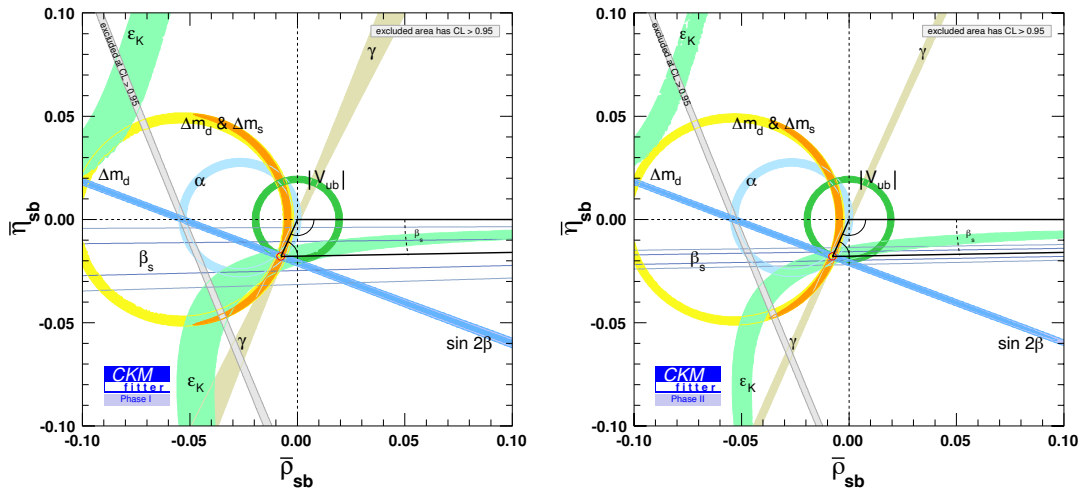 excluded area has CL > 0.95
excluded at CL > 0.95
εK
γ
Δmd & Δms
Δmd
α
|Vub|
βs
βs
sin 2β
γ
εK
CKM
fitter
Phase I
0.10
0.05
0.00
-0.05
-0.10
-0.10
-0.05
0.00
0.05
0.10
η̄sb
ρ̄sb
excluded area has CL > 0.95
excluded at CL > 0.95
εK
γ
Δmd & Δms
Δmd
α
|Vub|
βs
βs
sin 2β
γ
εK
CKM
fitter
Phase II
0.10
0.05
0.00
-0.05
-0.10
-0.10
-0.05
0.00
0.05
0.10
η̄sb
ρ̄sb